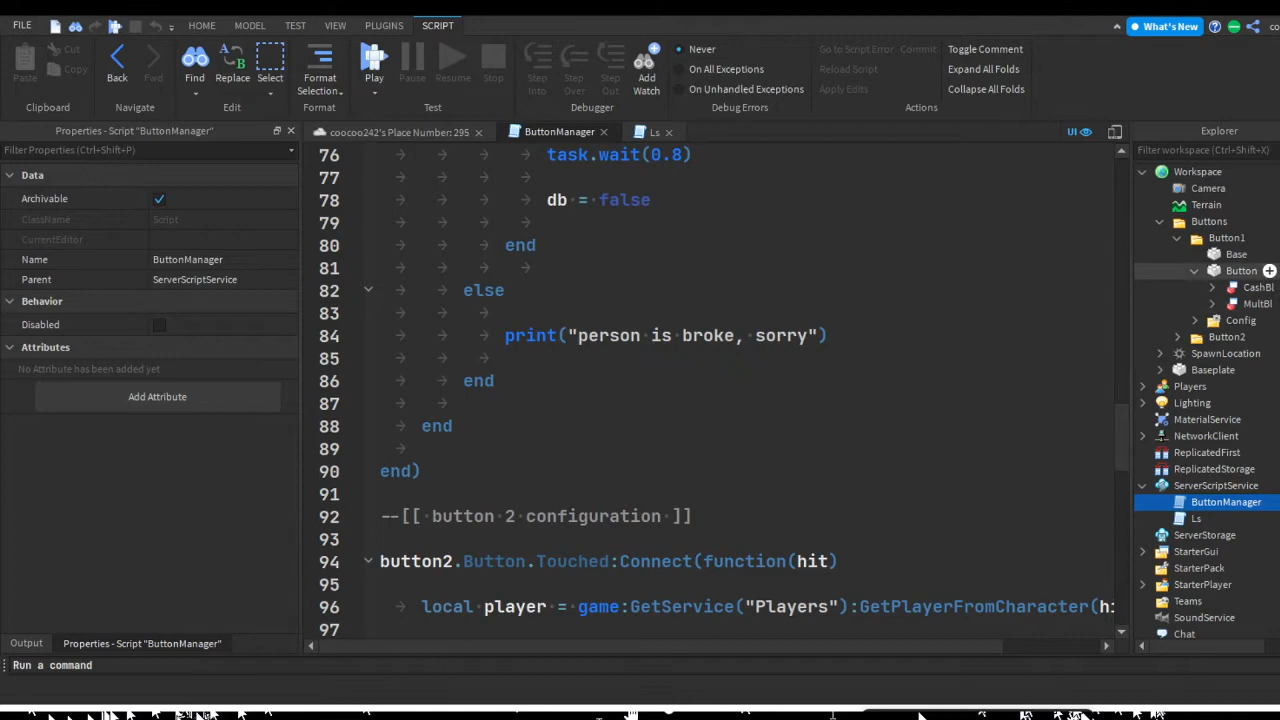 FILE HOME MODEL TEST VIEW PLUGINS SCRIPT What's New co
Paste Cut Copy Back Fwd Find Replace Select Format Selection Play Pause Resume Stop Step Into Step Over Step Out Add Watch Never On All Exceptions On Unhandled Exceptions Go to Script Error Commit Reload Script Apply Edits Toggle Comment Expand All Folds Collapse All Folds
Clipboard Navigate Edit Format Test Debugger Debug Errors Actions
Properties - Script "ButtonManager"
Filter Properties (Ctrl+Shift+P)
Data
Archivable
ClassName Script
CurrentEditor
Name ButtonManager
Parent ServerScriptService
Behavior
Disabled
Attributes
No Attribute has been added yet
Add Attribute
Output Properties - Script "ButtonManager"
Run a command
coocoo242's Place Number: 295 ButtonManager Ls UI
76 task.wait(0.8)
77
78 db = false
79
80 end
81
82 else
83
84 print("person is broke, sorry")
85
86 end
87
88 end
89
90 end)
91
92 --[[ button 2 configuration ]]
93
94 button2.Button.Touched:Connect(function(hit)
95
96 local player = game:GetService("Players"):GetPlayerFromCharacter(hi
97
Explorer
Filter workspace (Ctrl+Shift+X)
Workspace
Camera
Terrain
Buttons
Button1
Base
Button
CashBl
MultBl
Config
Button2
SpawnLocation
Baseplate
Players
Lighting
MaterialService
NetworkClient
ReplicatedFirst
ReplicatedStorage
ServerScriptService
ButtonManager
Ls
ServerStorage
StarterGui
StarterPack
StarterPlayer
Teams
SoundService
Chat